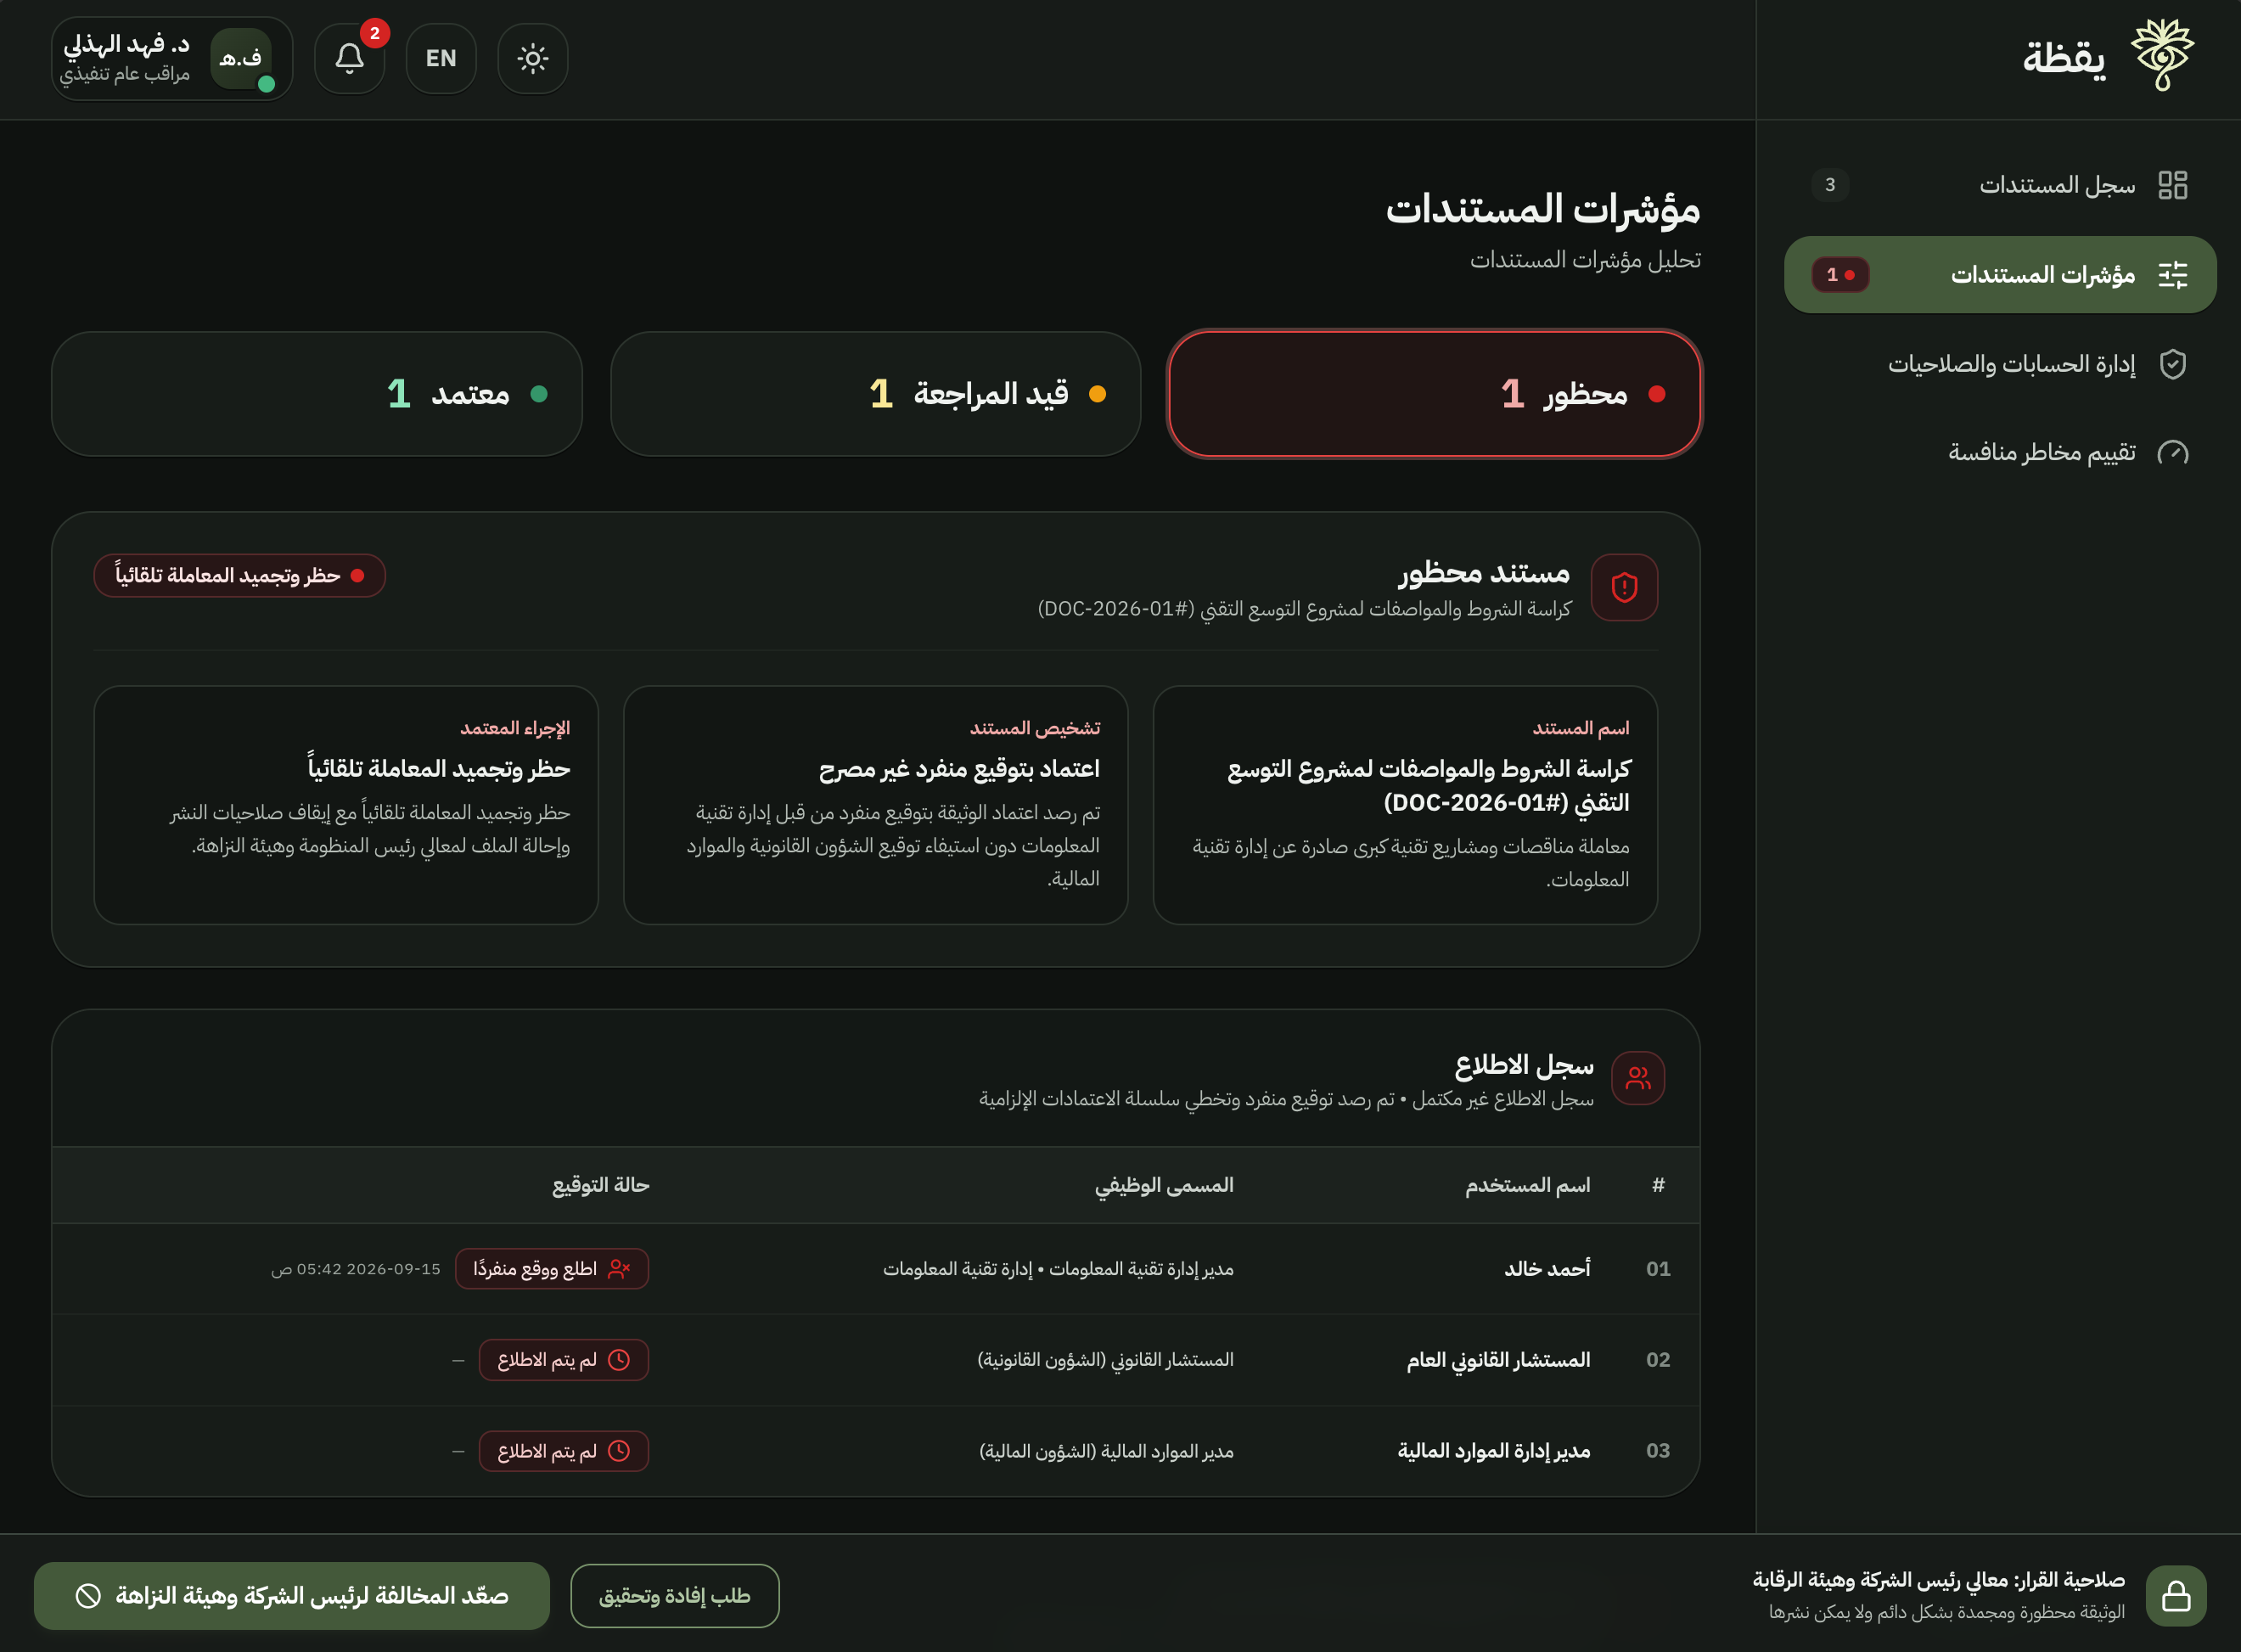 يقظة
EN
2
ف.هـ
د. فهد الهذلي
مراقب عام تنفيذي
سجل المستندات
3
مؤشرات المستندات
1
إدارة الحسابات والصلاحيات
تقييم مخاطر منافسة
مؤشرات المستندات
تحليل مؤشرات المستندات
محظور 1
قيد المراجعة 1
معتمد 1
مستند محظور
كراسة الشروط والمواصفات لمشروع التوسع التقني (#DOC-2026-01)
حظر وتجميد المعاملة تلقائياً
اسم المستند
كراسة الشروط والمواصفات لمشروع التوسع
التقني (#DOC-2026-01)
معاملة مناقصات ومشاريع تقنية كبرى صادرة عن إدارة تقنية
المعلومات.
تشخيص المستند
اعتماد بتوقيع منفرد غير مصرح
تم رصد اعتماد الوثيقة بتوقيع منفرد من قبل إدارة تقنية
المعلومات دون استيفاء توقيع الشؤون القانونية والموارد
المالية.
الإجراء المعتمد
حظر وتجميد المعاملة تلقائياً
حظر وتجميد المعاملة تلقائياً مع إيقاف صلاحيات النشر
وإحالة الملف لمعالي رئيس المنظومة وهيئة النزاهة.
سجل الاطلاع
سجل الاطلاع غير مكتمل • تم رصد توقيع منفرد وتخطي سلسلة الاعتمادات الإلزامية
# اسم المستخدم المسمى الوظيفي حالة التوقيع
01 أحمد خالد مدير إدارة تقنية المعلومات • إدارة تقنية المعلومات اطلع ووقع منفردًا 2026-09-15 05:42 ص
02 المستشار القانوني العام المستشار القانوني (الشؤون القانونية) لم يتم الاطلاع —
03 مدير إدارة الموارد المالية مدير الموارد المالية (الشؤون المالية) لم يتم الاطلاع —
صلاحية القرار: معالي رئيس الشركة وهيئة الرقابة
الوثيقة محظورة ومجمدة بشكل دائم ولا يمكن نشرها
طلب إفادة وتحقيق
صعّد المخالفة لرئيس الشركة وهيئة النزاهة